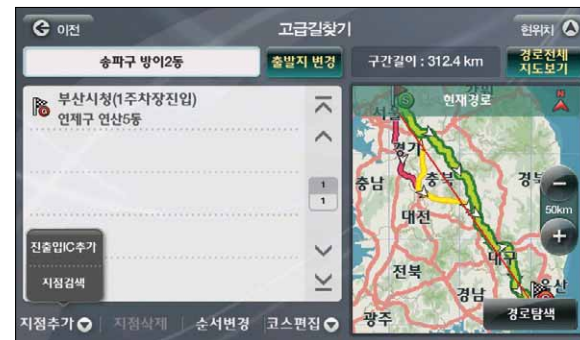 이전
고급길찾기
현위치
송파구 방이2동
출발지 변경
구간길이 : 312.4 km
경로전체
지도보기
부산시청(1주차장진입)
연제구 연산5동
1
1
진출입IC추가
지점검색
지점추가
지점삭제
순서변경
코스편집
현재경로
S
서울
경기
충남
충북
경북
대전
50km
대구
전북
경남
울산
광주
경로탐색